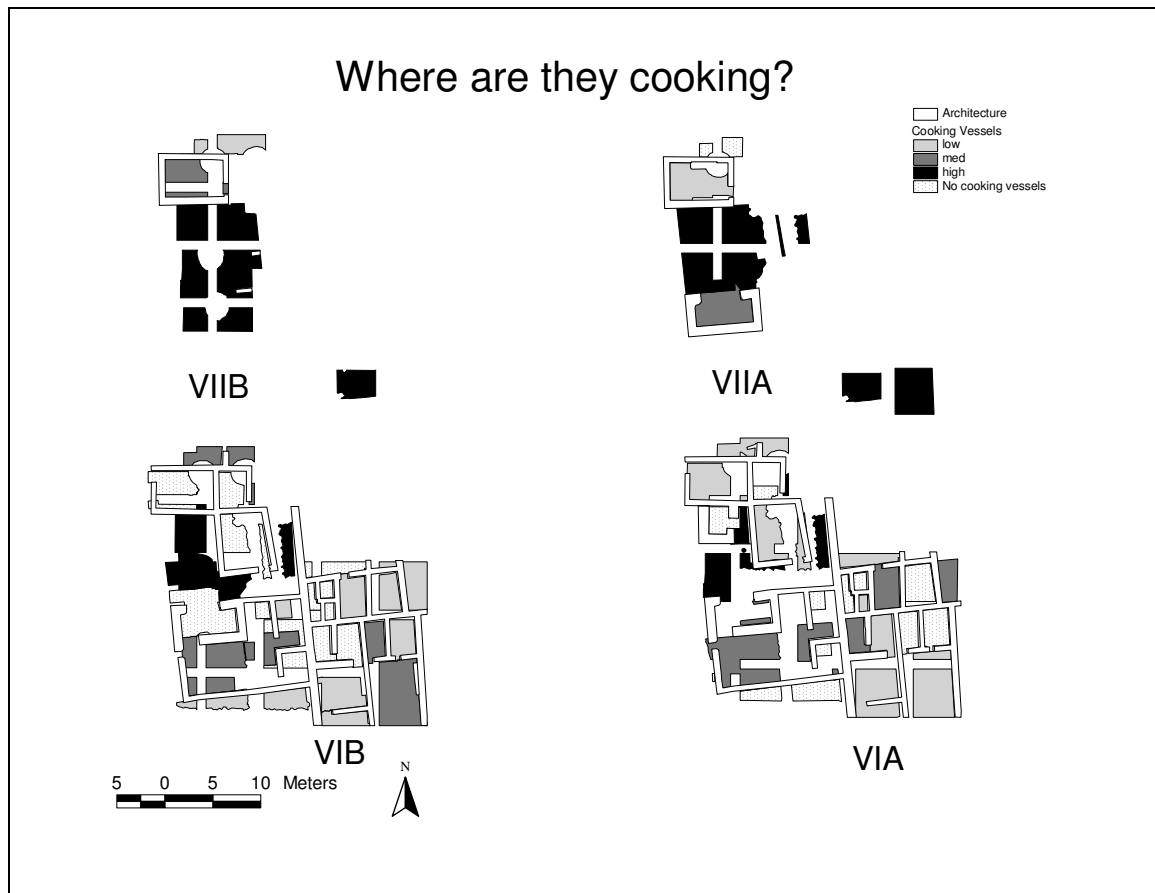 Where are they cooking?
Architecture
Cooking Vessels
low
med
high
No cooking vessels
VIIB
VIIA
VIB
VIA
5 0 5 10 Meters
N